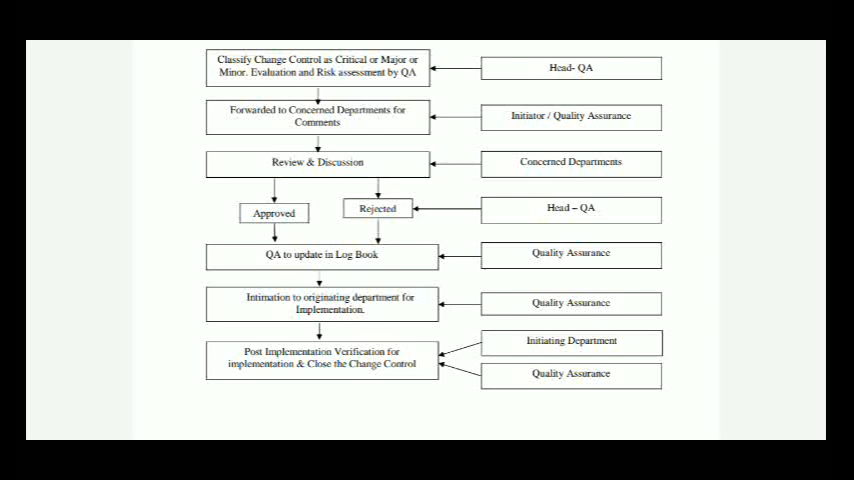 Classify Change Control as Critical or Major or
Minor. Evaluation and Risk assessment by QA
Head- QA
Forwarded to Concerned Departments for
Comments
Initiator / Quality Assurance
Review & Discussion
Concerned Departments
Approved
Rejected
Head – QA
QA to update in Log Book
Quality Assurance
Intimation to originating department for
Implementation.
Quality Assurance
Post Implementation Verification for
implementation & Close the Change Control
Initiating Department
Quality Assurance